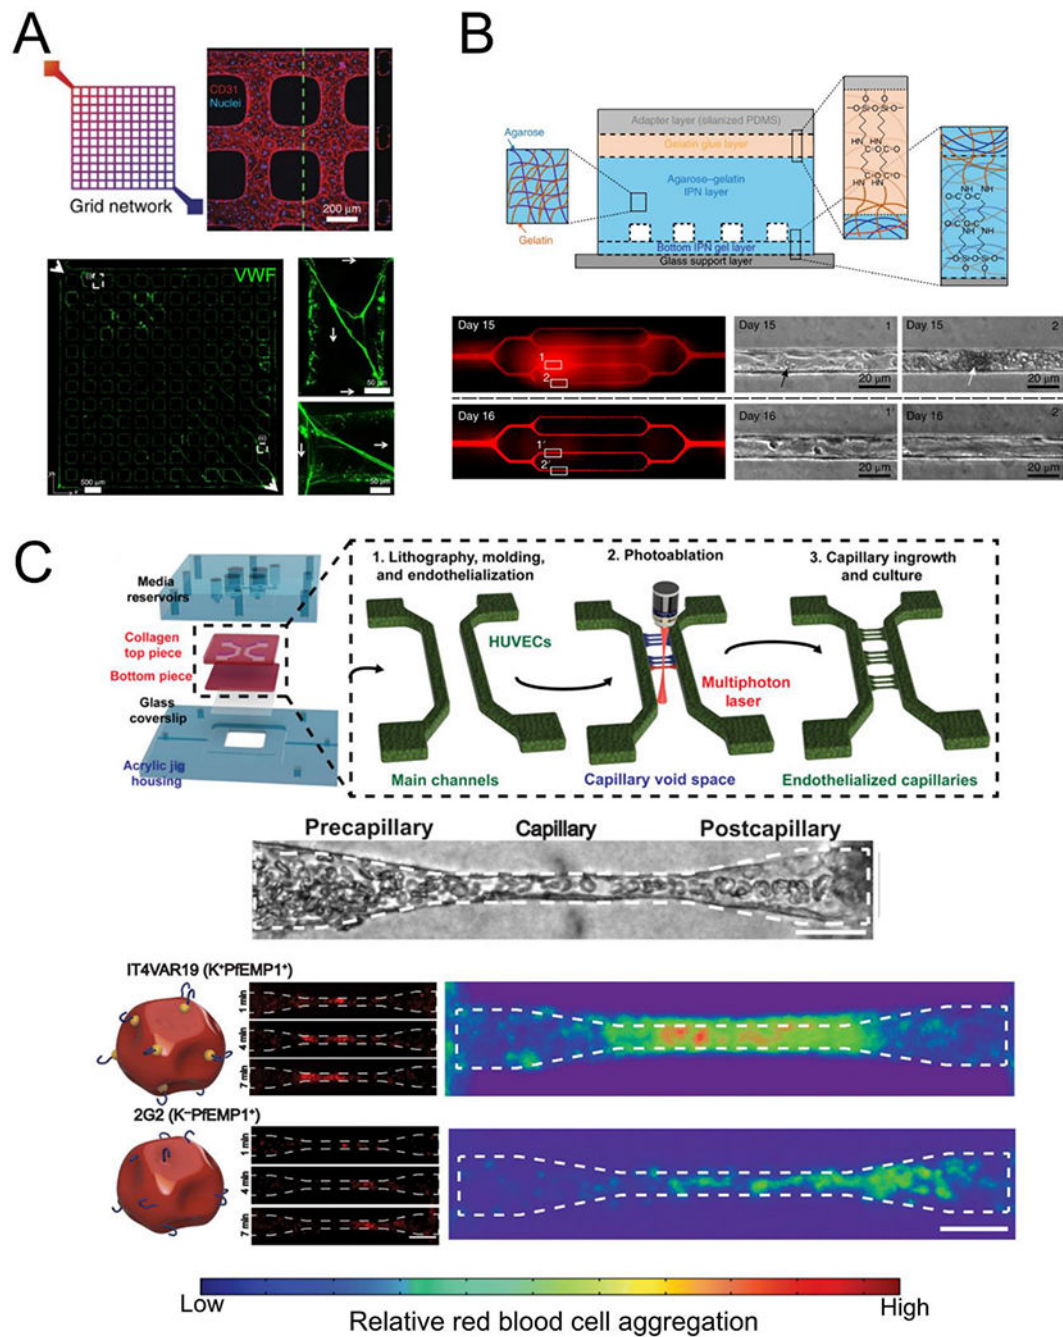 A
Grid network
CD31
Nuclei
200 µm
VWF
500 µm
50 µm
50 µm
B
Agarose
Gelatin
Adapter layer (silanized PDMS)
Gelatin glue layer
Agarose–gelatin
IPN layer
Bottom IPN gel layer
Glass support layer
Day 15
1
2
Day 15
1
20 µm
Day 15
2
20 µm
Day 16
1′
2′
Day 16
1′
20 µm
Day 16
2′
20 µm
C
Media
reservoirs
Collagen
top piece
Bottom piece
Glass
coverslip
Acrylic jig
housing
1. Lithography, molding,
and endothelialization
2. Photoablation
3. Capillary ingrowth
and culture
HUVECs
Multiphoton
laser
Main channels
Capillary void space
Endothelialized capillaries
Precapillary
Capillary
Postcapillary
IT4VAR19 (K⁺PfEMP1⁺)
1 min
4 min
7 min
2G2 (K⁻PfEMP1⁺)
1 min
4 min
7 min
Low
High
Relative red blood cell aggregation